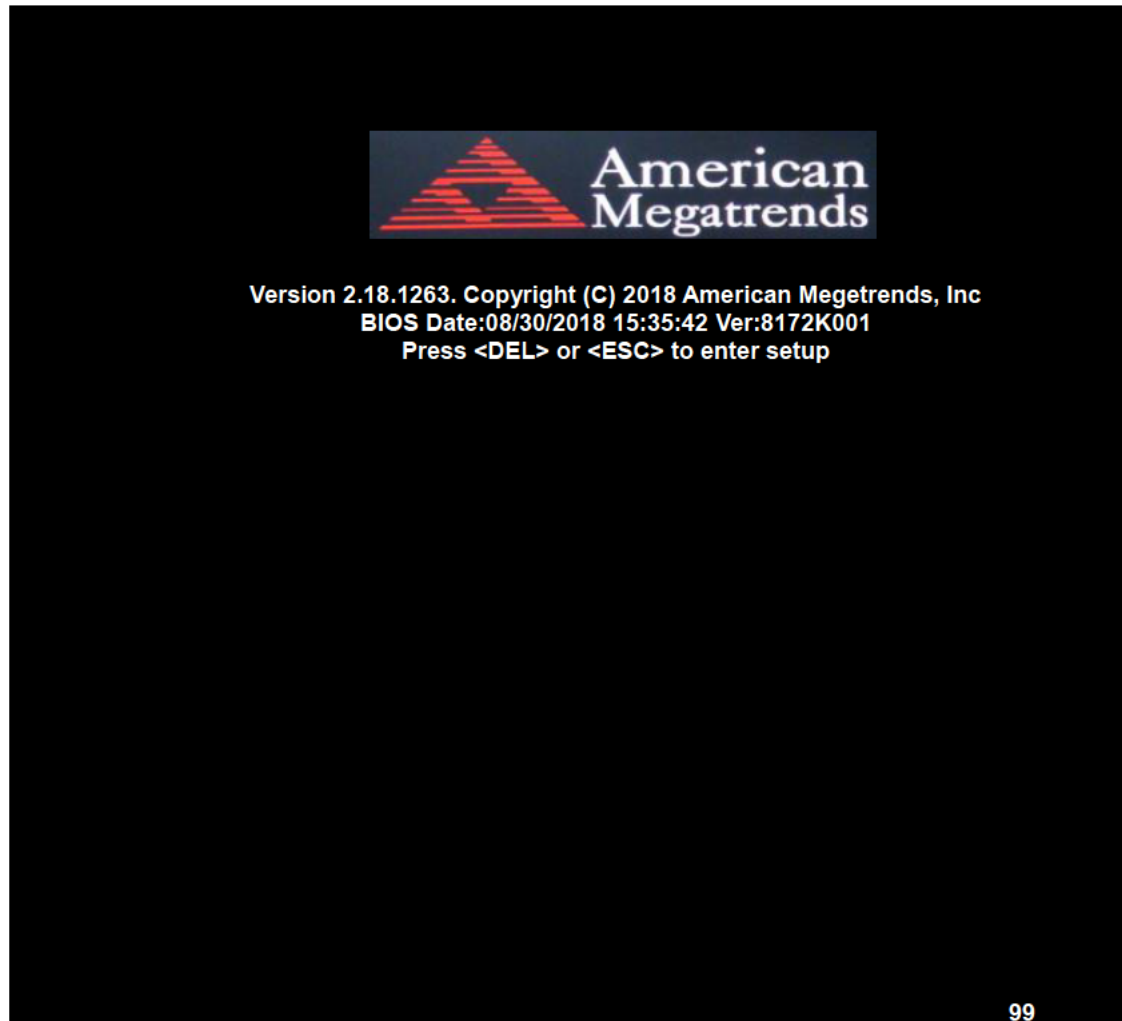 American
Megatrends
Version 2.18.1263. Copyright (C) 2018 American Megetrends, Inc
BIOS Date:08/30/2018 15:35:42 Ver:8172K001
Press <DEL> or <ESC> to enter setup
99